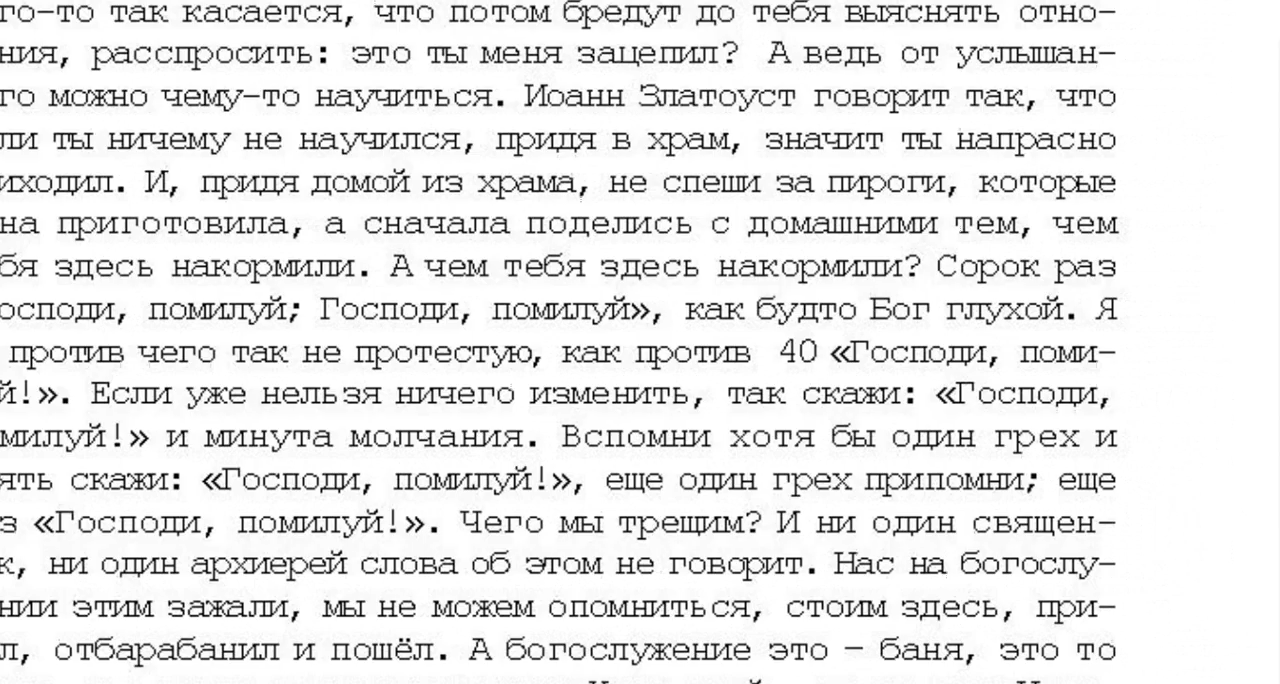 го-то так касается, что потом бредут до тебя выяснять отно-
ния, расспросить: это ты меня зацепил? А ведь от услышан-
го можно чему-то научиться. Иоанн Златоуст говорит так, что
ли ты ничему не научился, придя в храм, значит ты напрасно
иходил. И, придя домой из храма, не спеши за пироги, которые
на приготовила, а сначала поделись с домашними тем, чем
бя здесь накормили. А чем тебя здесь накормили? Сорок раз
осподи, помилуй; Господи, помилуй», как будто Бог глухой. Я
против чего так не протестую, как против 40 «Господи, поми-
й!». Если уже нельзя ничего изменить, так скажи: «Господи,
милуй!» и минута молчания. Вспомни хотя бы один грех и
ять скажи: «Господи, помилуй!», еще один грех припомни; еще
з «Господи, помилуй!». Чего мы трещим? И ни один священ-
к, ни один архиерей слова об этом не говорит. Нас на богослу-
нии этим зажали, мы не можем опомниться, стоим здесь, при-
л, отбарабанил и пошёл. А богослужение это – баня, это то